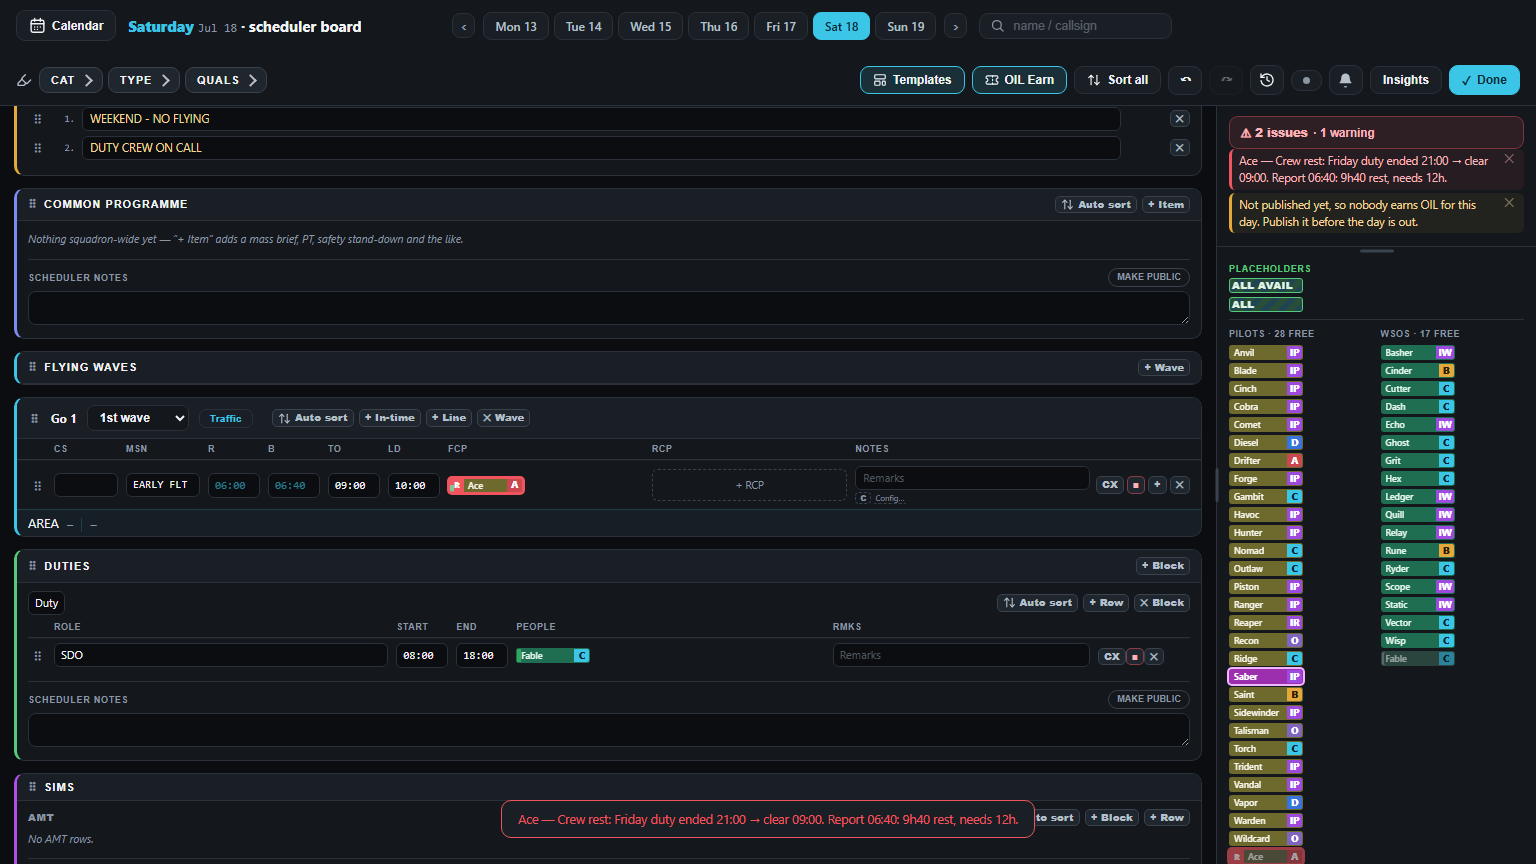 Calendar
Saturday Jul 18 · scheduler board
‹ Mon 13 Tue 14 Wed 15 Thu 16 Fri 17 Sat 18 Sun 19 ›
name / callsign
CAT TYPE QUALS
Templates OIL Earn Sort all Insights ✓ Done
1. WEEKEND - NO FLYING
2. DUTY CREW ON CALL
COMMON PROGRAMME
Auto sort + Item
Nothing squadron-wide yet — "+ Item" adds a mass brief, PT, safety stand-down and the like.
SCHEDULER NOTES
MAKE PUBLIC
FLYING WAVES
+ Wave
Go 1 1st wave Traffic Auto sort + In-time + Line ✕ Wave
CS MSN R B TO LD FCP RCP NOTES
EARLY FLT 06:00 06:40 09:00 10:00 R Ace A + RCP Remarks CX + ✕
C Config...
AREA – –
DUTIES
+ Block
Duty
Auto sort + Row ✕ Block
ROLE START END PEOPLE RMKS
SDO 08:00 18:00 Fable C Remarks CX ✕
SCHEDULER NOTES
MAKE PUBLIC
SIMS
AMT
to sort + Block + Row
No AMT rows.
Ace — Crew rest: Friday duty ended 21:00 → clear 09:00. Report 06:40: 9h40 rest, needs 12h.
⚠ 2 issues · 1 warning
Ace — Crew rest: Friday duty ended 21:00 → clear
09:00. Report 06:40: 9h40 rest, needs 12h.
Not published yet, so nobody earns OIL for this
day. Publish it before the day is out.
PLACEHOLDERS
ALL AVAIL
ALL
PILOTS · 28 FREE
Anvil IP
Blade IP
Cinch IP
Cobra IP
Comet IP
Diesel D
Drifter A
Forge IP
Gambit C
Havoc IP
Hunter IP
Nomad C
Outlaw C
Piston IP
Ranger IP
Reaper IR
Recon O
Ridge C
Saber IP
Saint B
Sidewinder IP
Talisman O
Torch C
Trident IP
Vandal IP
Vapor D
Warden IP
Wildcard O
R Ace A
WSOS · 17 FREE
Basher IW
Cinder B
Cutter C
Dash C
Echo IW
Ghost C
Grit C
Hex C
Ledger IW
Quill IW
Relay IW
Rune B
Ryder C
Scope IW
Static IW
Vector C
Wisp C
Fable C